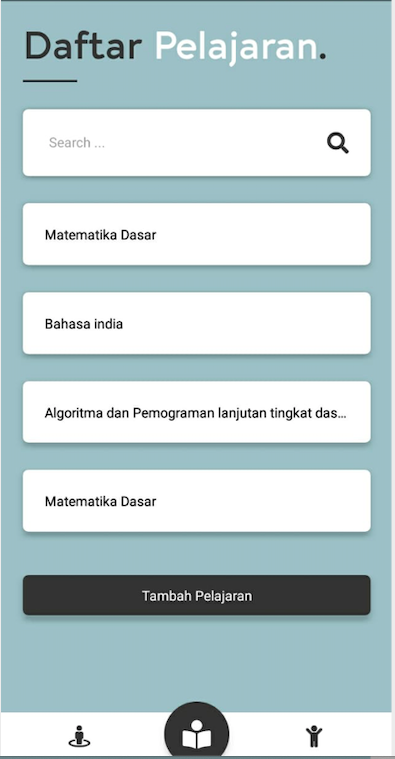 Daftar Pelajaran.
Search ...
Matematika Dasar
Bahasa india
Algoritma dan Pemograman lanjutan tingkat das...
Matematika Dasar
Tambah Pelajaran